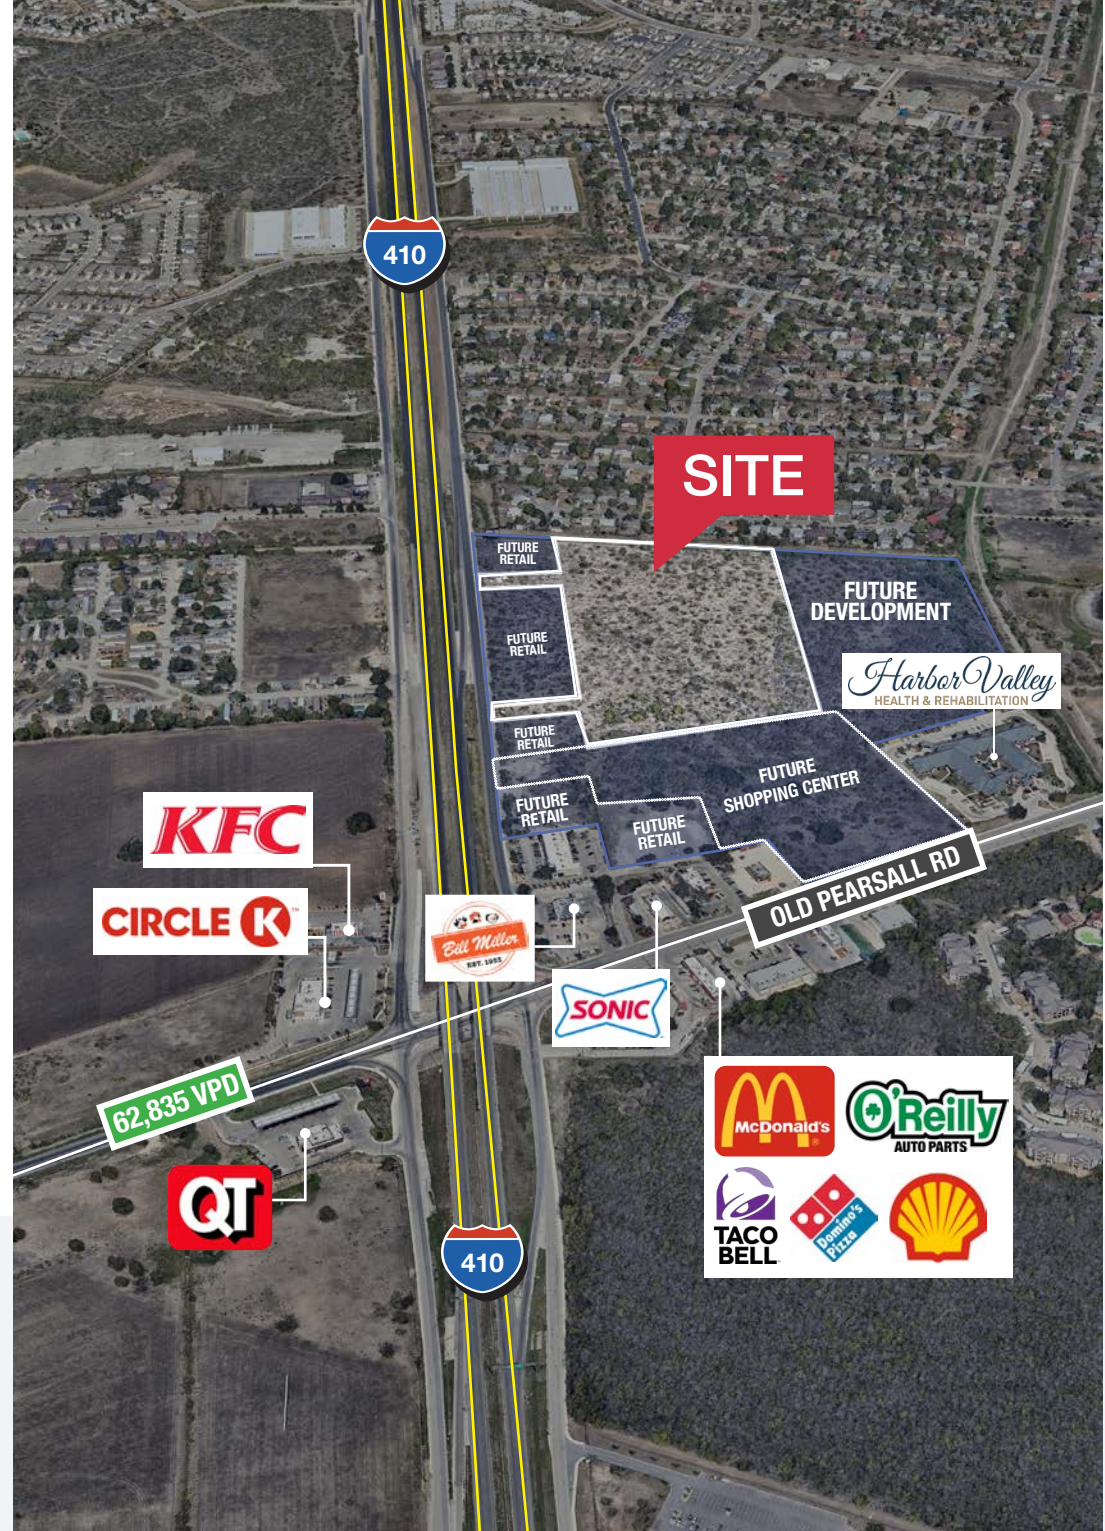 410
SITE
FUTURE
RETAIL
FUTURE
DEVELOPMENT
FUTURE
RETAIL
Harbor Valley
HEALTH & REHABILITATION
FUTURE
RETAIL
FUTURE
SHOPPING CENTER
FUTURE
RETAIL
FUTURE
RETAIL
KFC
OLD PEARSALL RD
CIRCLE K™
Bill Miller
EST. 1953
SONIC
62,835 VPD
McDonald's®
O'Reilly
AUTO PARTS
QT
TACO
BELL
Domino's
Pizza
410